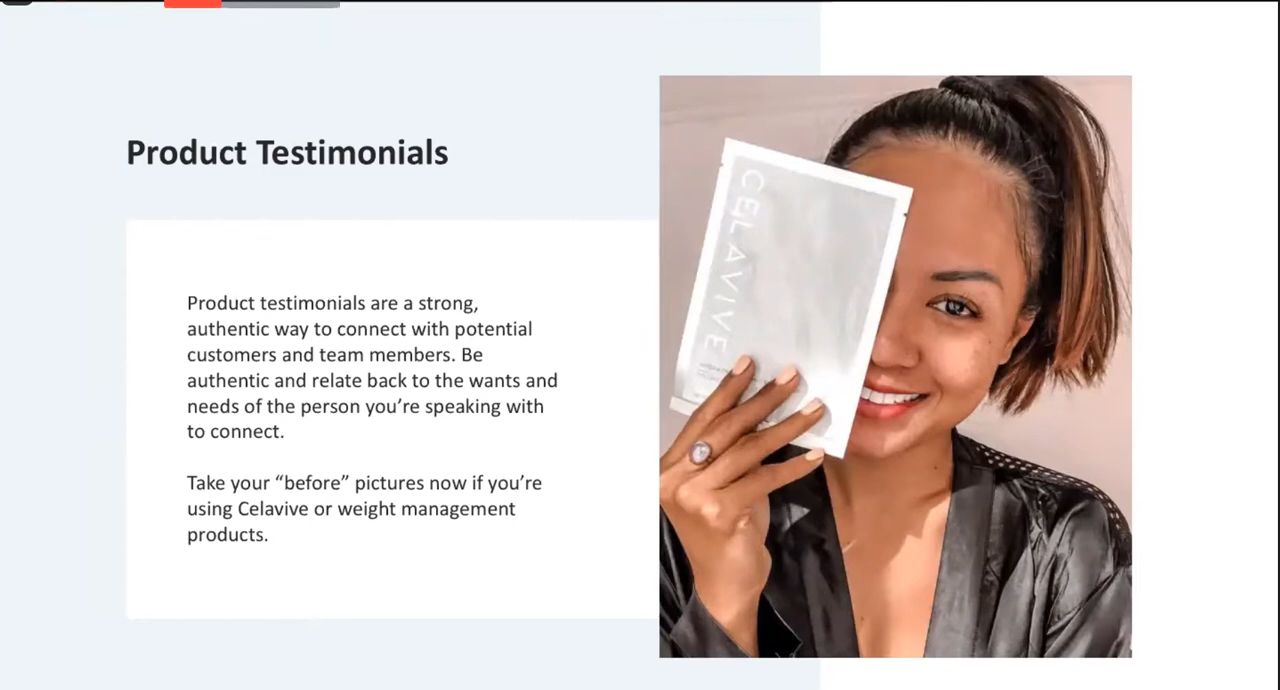 Product Testimonials
Product testimonials are a strong,
authentic way to connect with potential
customers and team members. Be
authentic and relate back to the wants and
needs of the person you’re speaking with
to connect.
Take your “before” pictures now if you’re
using Celavive or weight management
products.
CELAVIVE